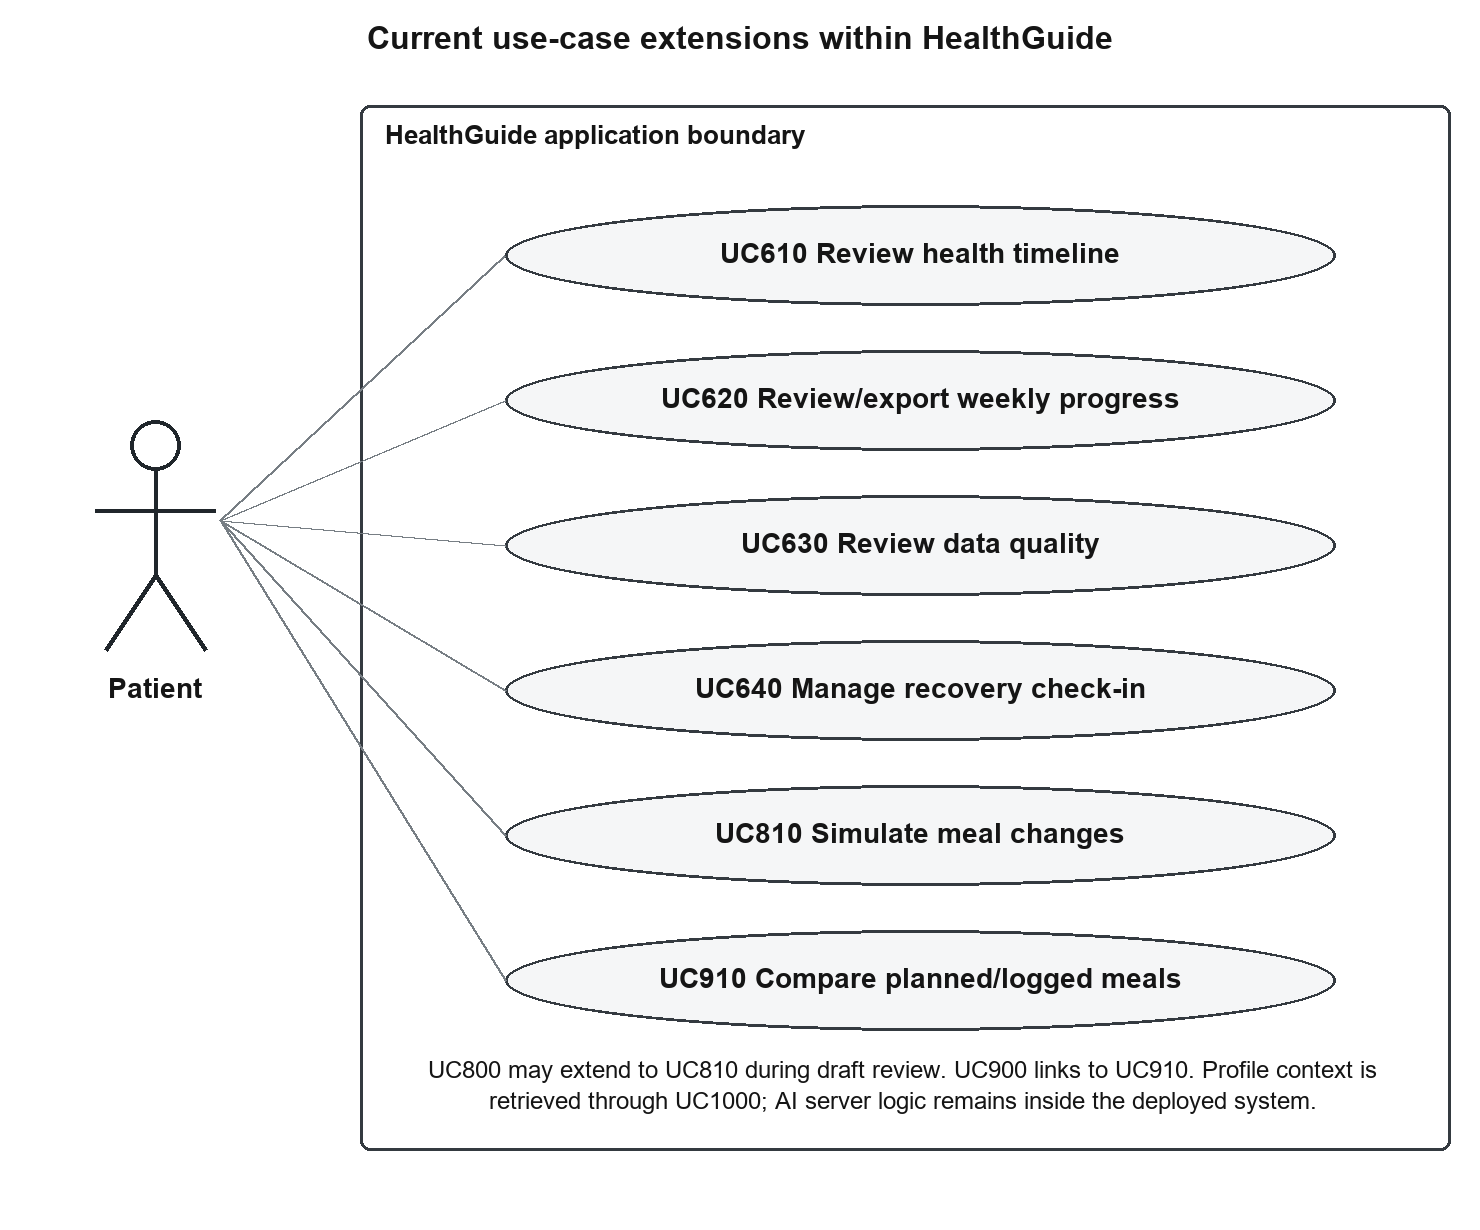 Current use-case extensions within HealthGuide
HealthGuide application boundary
UC610 Review health timeline
UC620 Review/export weekly progress
UC630 Review data quality
UC640 Manage recovery check-in
UC810 Simulate meal changes
UC910 Compare planned/logged meals
Patient
UC800 may extend to UC810 during draft review. UC900 links to UC910. Profile context is
retrieved through UC1000; AI server logic remains inside the deployed system.